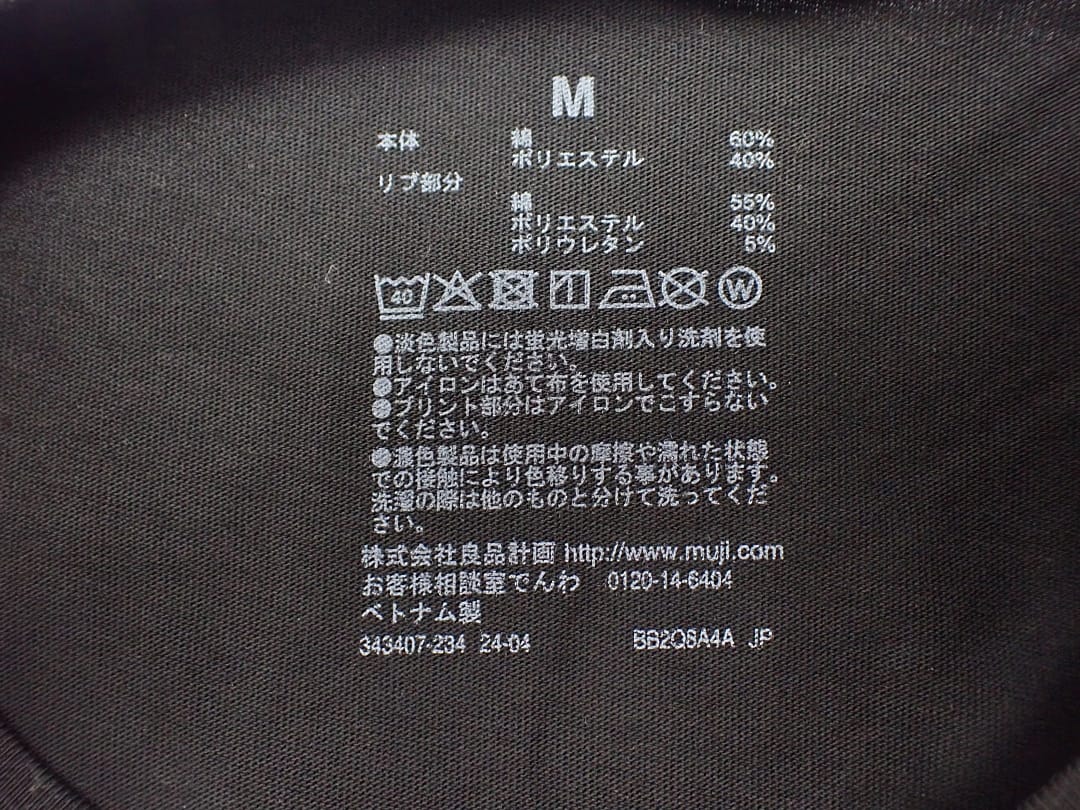 M
本体 綿 60%
ポリエステル 40%
リブ部分
綿 55%
ポリエステル 40%
ポリウレタン 5%
40 W
●淡色製品には蛍光増白剤入り洗剤を使
用しないでください。
●アイロンはあて布を使用してください。
●プリント部分はアイロンでこすらない
でください。
●濃色製品は使用中の摩擦や濡れた状態
での接触により色移りする事があります。
洗濯の際は他のものと分けて洗ってくだ
さい。
株式会社良品計画 http://www.muji.com
お客様相談室でんわ 0120-14-6404
ベトナム製
343407-234 24-04 BB2Q8A4A JP